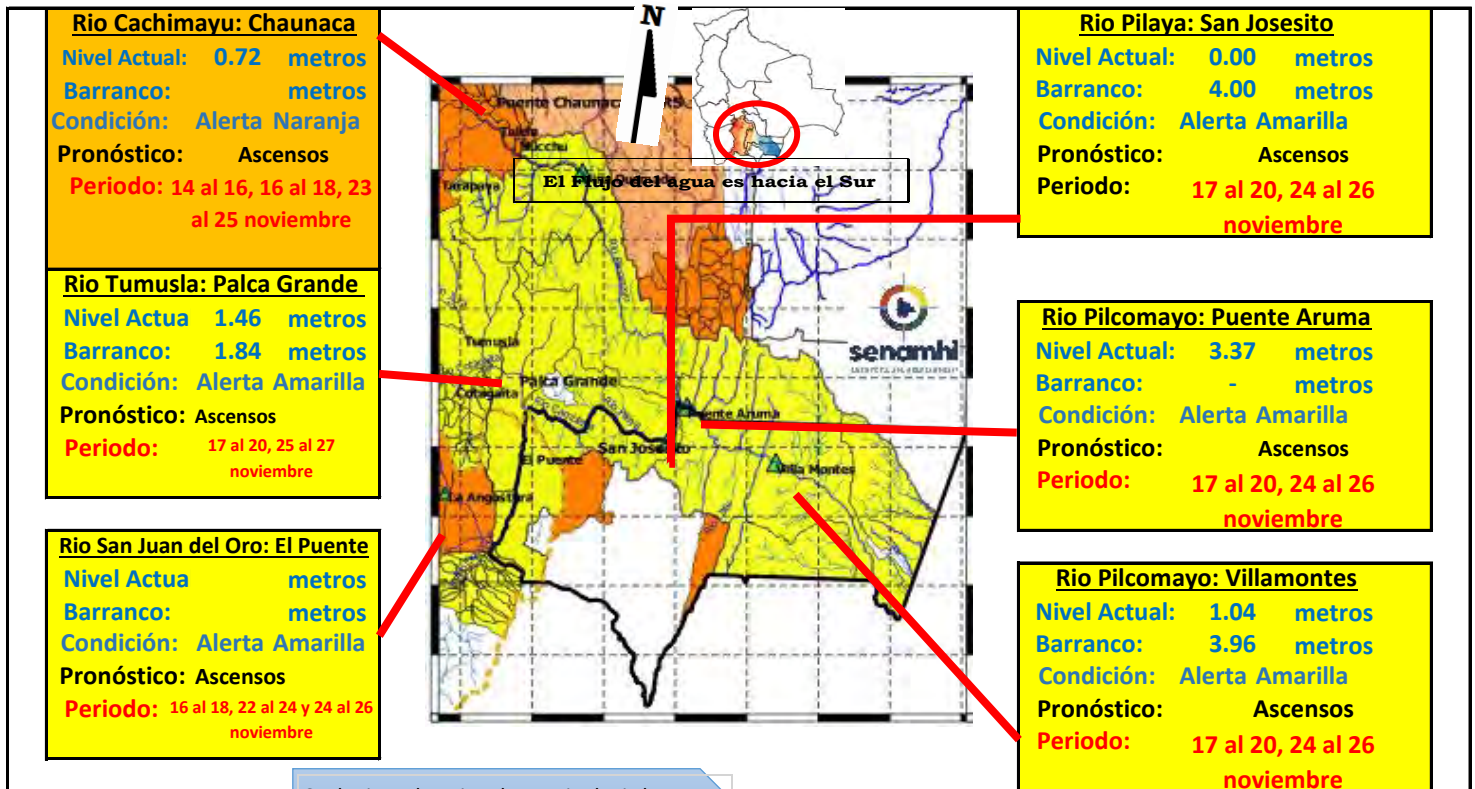 Rio Cachimayu: Chaunaca
Nivel Actual: 0.72 metros
Barranco: metros
Condición: Alerta Naranja
Pronóstico: Ascensos
Periodo: 14 al 16, 16 al 18, 23
al 25 noviembre
Rio Tumusla: Palca Grande
Nivel Actua 1.46 metros
Barranco: 1.84 metros
Condición: Alerta Amarilla
Pronóstico: Ascensos
Periodo: 17 al 20, 25 al 27
noviembre
Rio San Juan del Oro: El Puente
Nivel Actua metros
Barranco: metros
Condición: Alerta Amarilla
Pronóstico: Ascensos
Periodo: 16 al 18, 22 al 24 y 24 al 26
noviembre
N
Puente Chaunaca
El Flujo del agua es hacia el Sur
Tarapaya
Tumusla
Palca Grande
Cotagaita
Puente Aruma
San Josesito
El Puente
Villa Montes
La Angostura
senamhi
Rio Pilaya: San Josesito
Nivel Actual: 0.00 metros
Barranco: 4.00 metros
Condición: Alerta Amarilla
Pronóstico: Ascensos
Periodo: 17 al 20, 24 al 26
noviembre
Rio Pilcomayo: Puente Aruma
Nivel Actual: 3.37 metros
Barranco: - metros
Condición: Alerta Amarilla
Pronóstico: Ascensos
Periodo: 17 al 20, 24 al 26
noviembre
Rio Pilcomayo: Villamontes
Nivel Actual: 1.04 metros
Barranco: 3.96 metros
Condición: Alerta Amarilla
Pronóstico: Ascensos
Periodo: 17 al 20, 24 al 26
noviembre